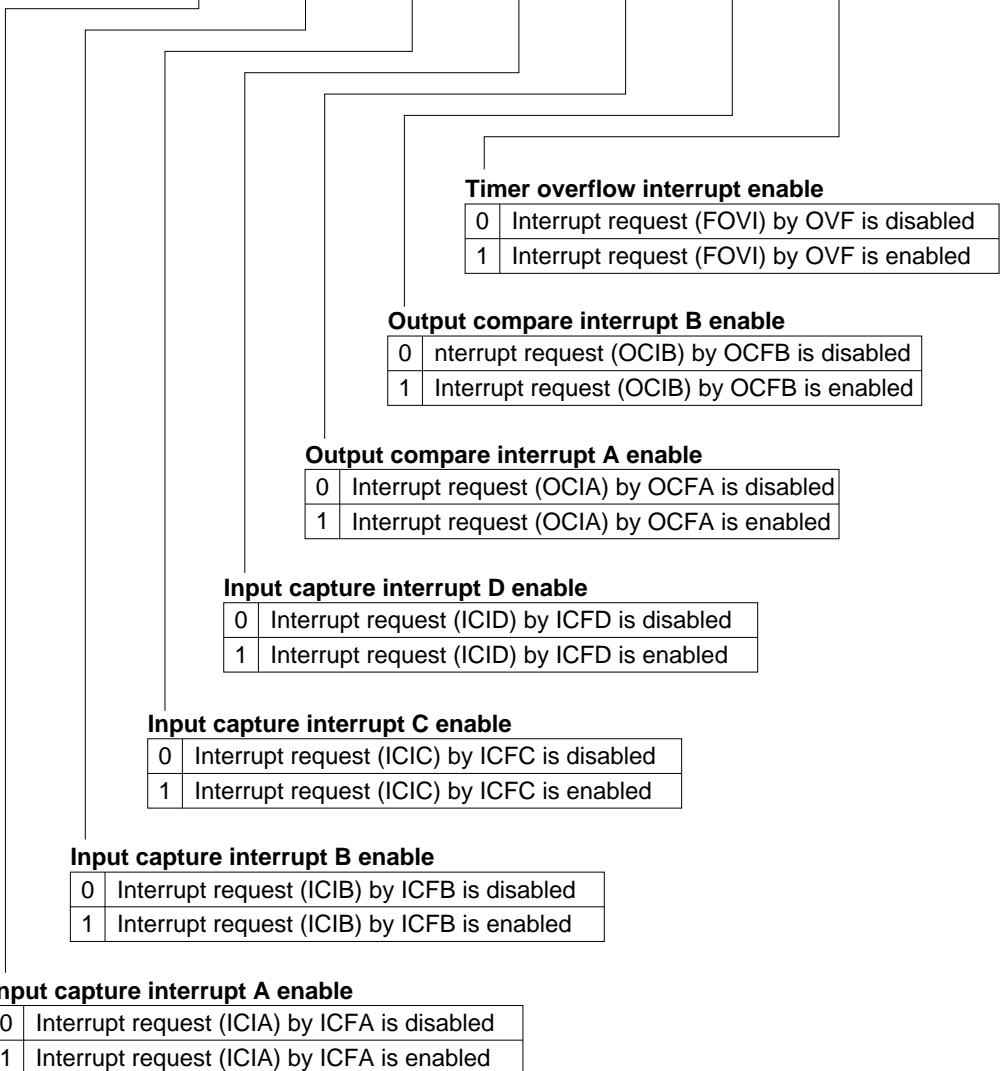 Timer overflow interrupt enable
0 Interrupt request (FOVI) by OVF is disabled
1 Interrupt request (FOVI) by OVF is enabled
Output compare interrupt B enable
0 nterrupt request (OCIB) by OCFB is disabled
1 Interrupt request (OCIB) by OCFB is enabled
Output compare interrupt A enable
0 Interrupt request (OCIA) by OCFA is disabled
1 Interrupt request (OCIA) by OCFA is enabled
Input capture interrupt D enable
0 Interrupt request (ICID) by ICFD is disabled
1 Interrupt request (ICID) by ICFD is enabled
Input capture interrupt C enable
0 Interrupt request (ICIC) by ICFC is disabled
1 Interrupt request (ICIC) by ICFC is enabled
Input capture interrupt B enable
0 Interrupt request (ICIB) by ICFB is disabled
1 Interrupt request (ICIB) by ICFB is enabled
nput capture interrupt A enable
0 Interrupt request (ICIA) by ICFA is disabled
1 Interrupt request (ICIA) by ICFA is enabled